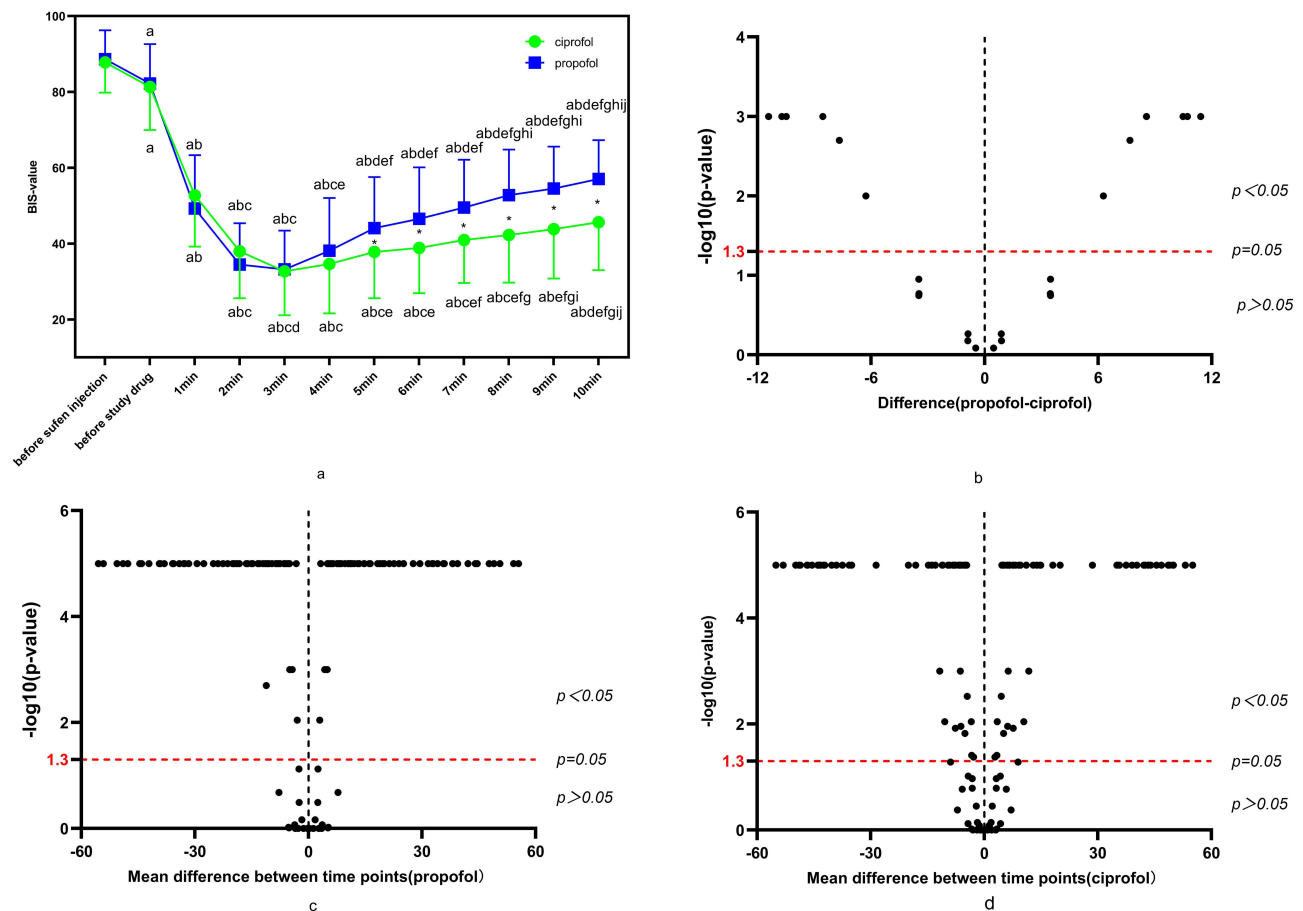 100
80
60
40
20
BIS-value
ciprofol
propofol
a
a
ab
ab
abc
abc
abc
abcd
abce
abc
abdef
*
abce
abdef
*
abce
abdef
*
abcef
abdefghi
*
abcefg
abdefghi
*
abefgi
abdefghij
*
abdefgij
before sufen injection
before study drug
1min
2min
3min
4min
5min
6min
7min
8min
9min
10min
a
4
3
2
1.3
1
0
-log10(p-value)
p<0.05
p=0.05
p>0.05
-12
-6
0
6
12
Difference(propofol-ciprofol)
b
6
4
2
1.3
0
-log10(p-value)
p<0.05
p=0.05
p>0.05
-60
-30
0
30
60
Mean difference between time points(propofol)
c
6
4
2
1.3
0
-log10(p-value)
p<0.05
p=0.05
p>0.05
-60
-30
0
30
60
Mean difference between time points(ciprofol)
d